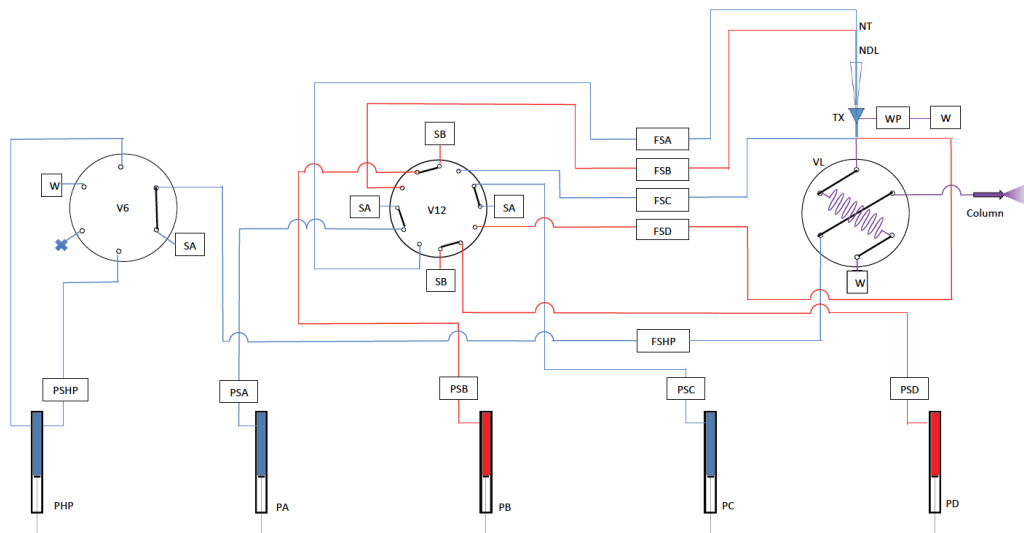 NT
NDL
TX
WP
W
SB
FSA
FSB
FSC
FSD
VL
W
V6
SA
SA
V12
SA
SB
Column
W
FSHP
PSHP
PSA
PSB
PSC
PSD
PHP
PA
PB
PC
PD